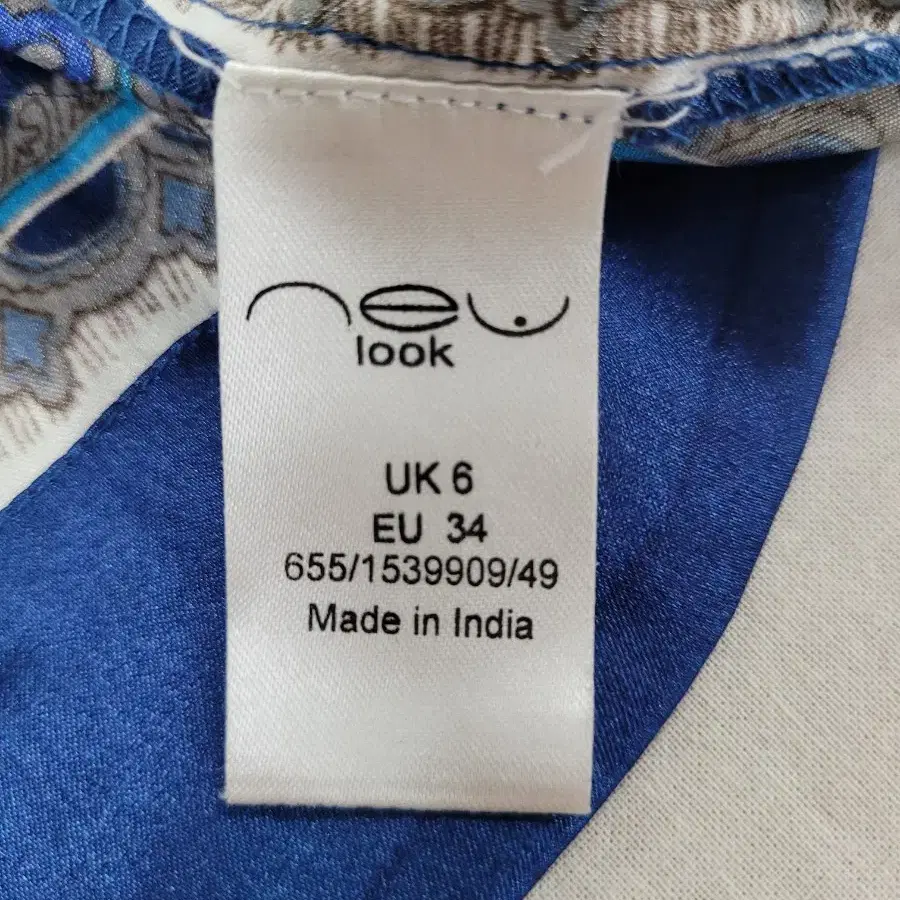 new
look
UK 6
EU 34
655/1539909/49
Made in India